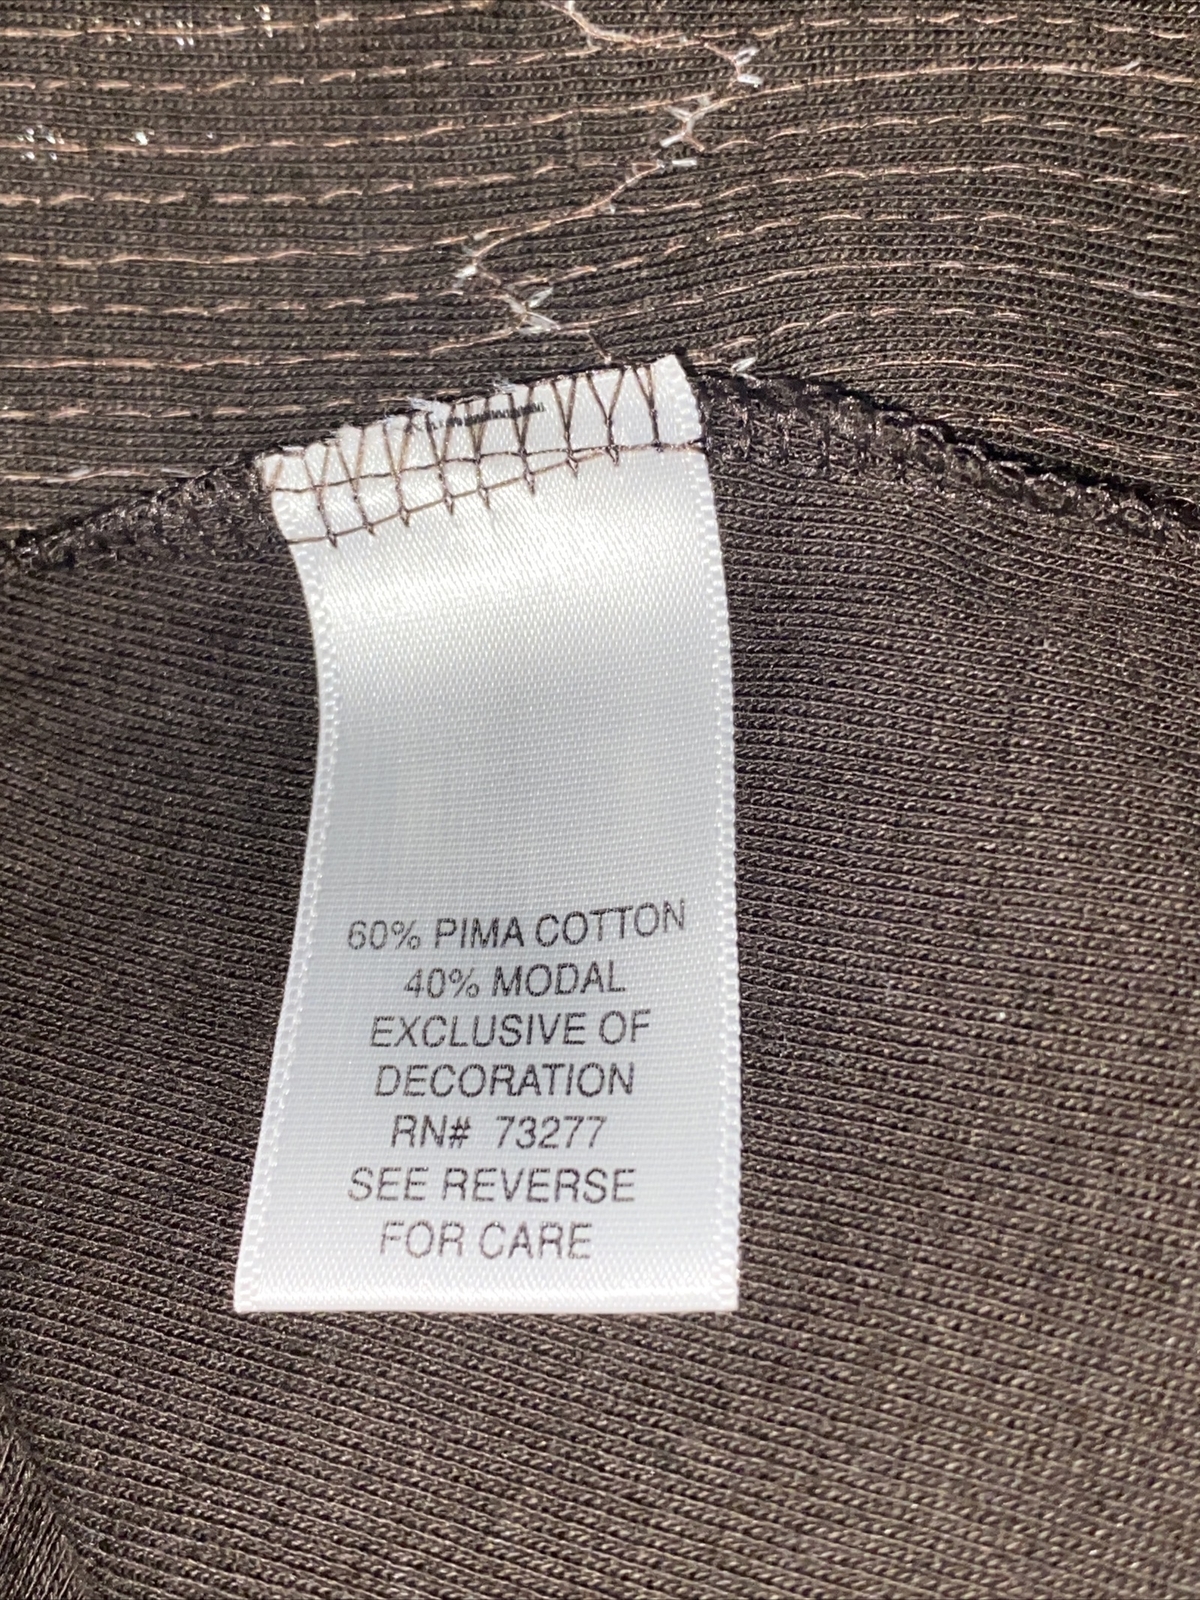 60% PIMA COTTON
40% MODAL
EXCLUSIVE OF
DECORATION
RN# 73277
SEE REVERSE
FOR CARE